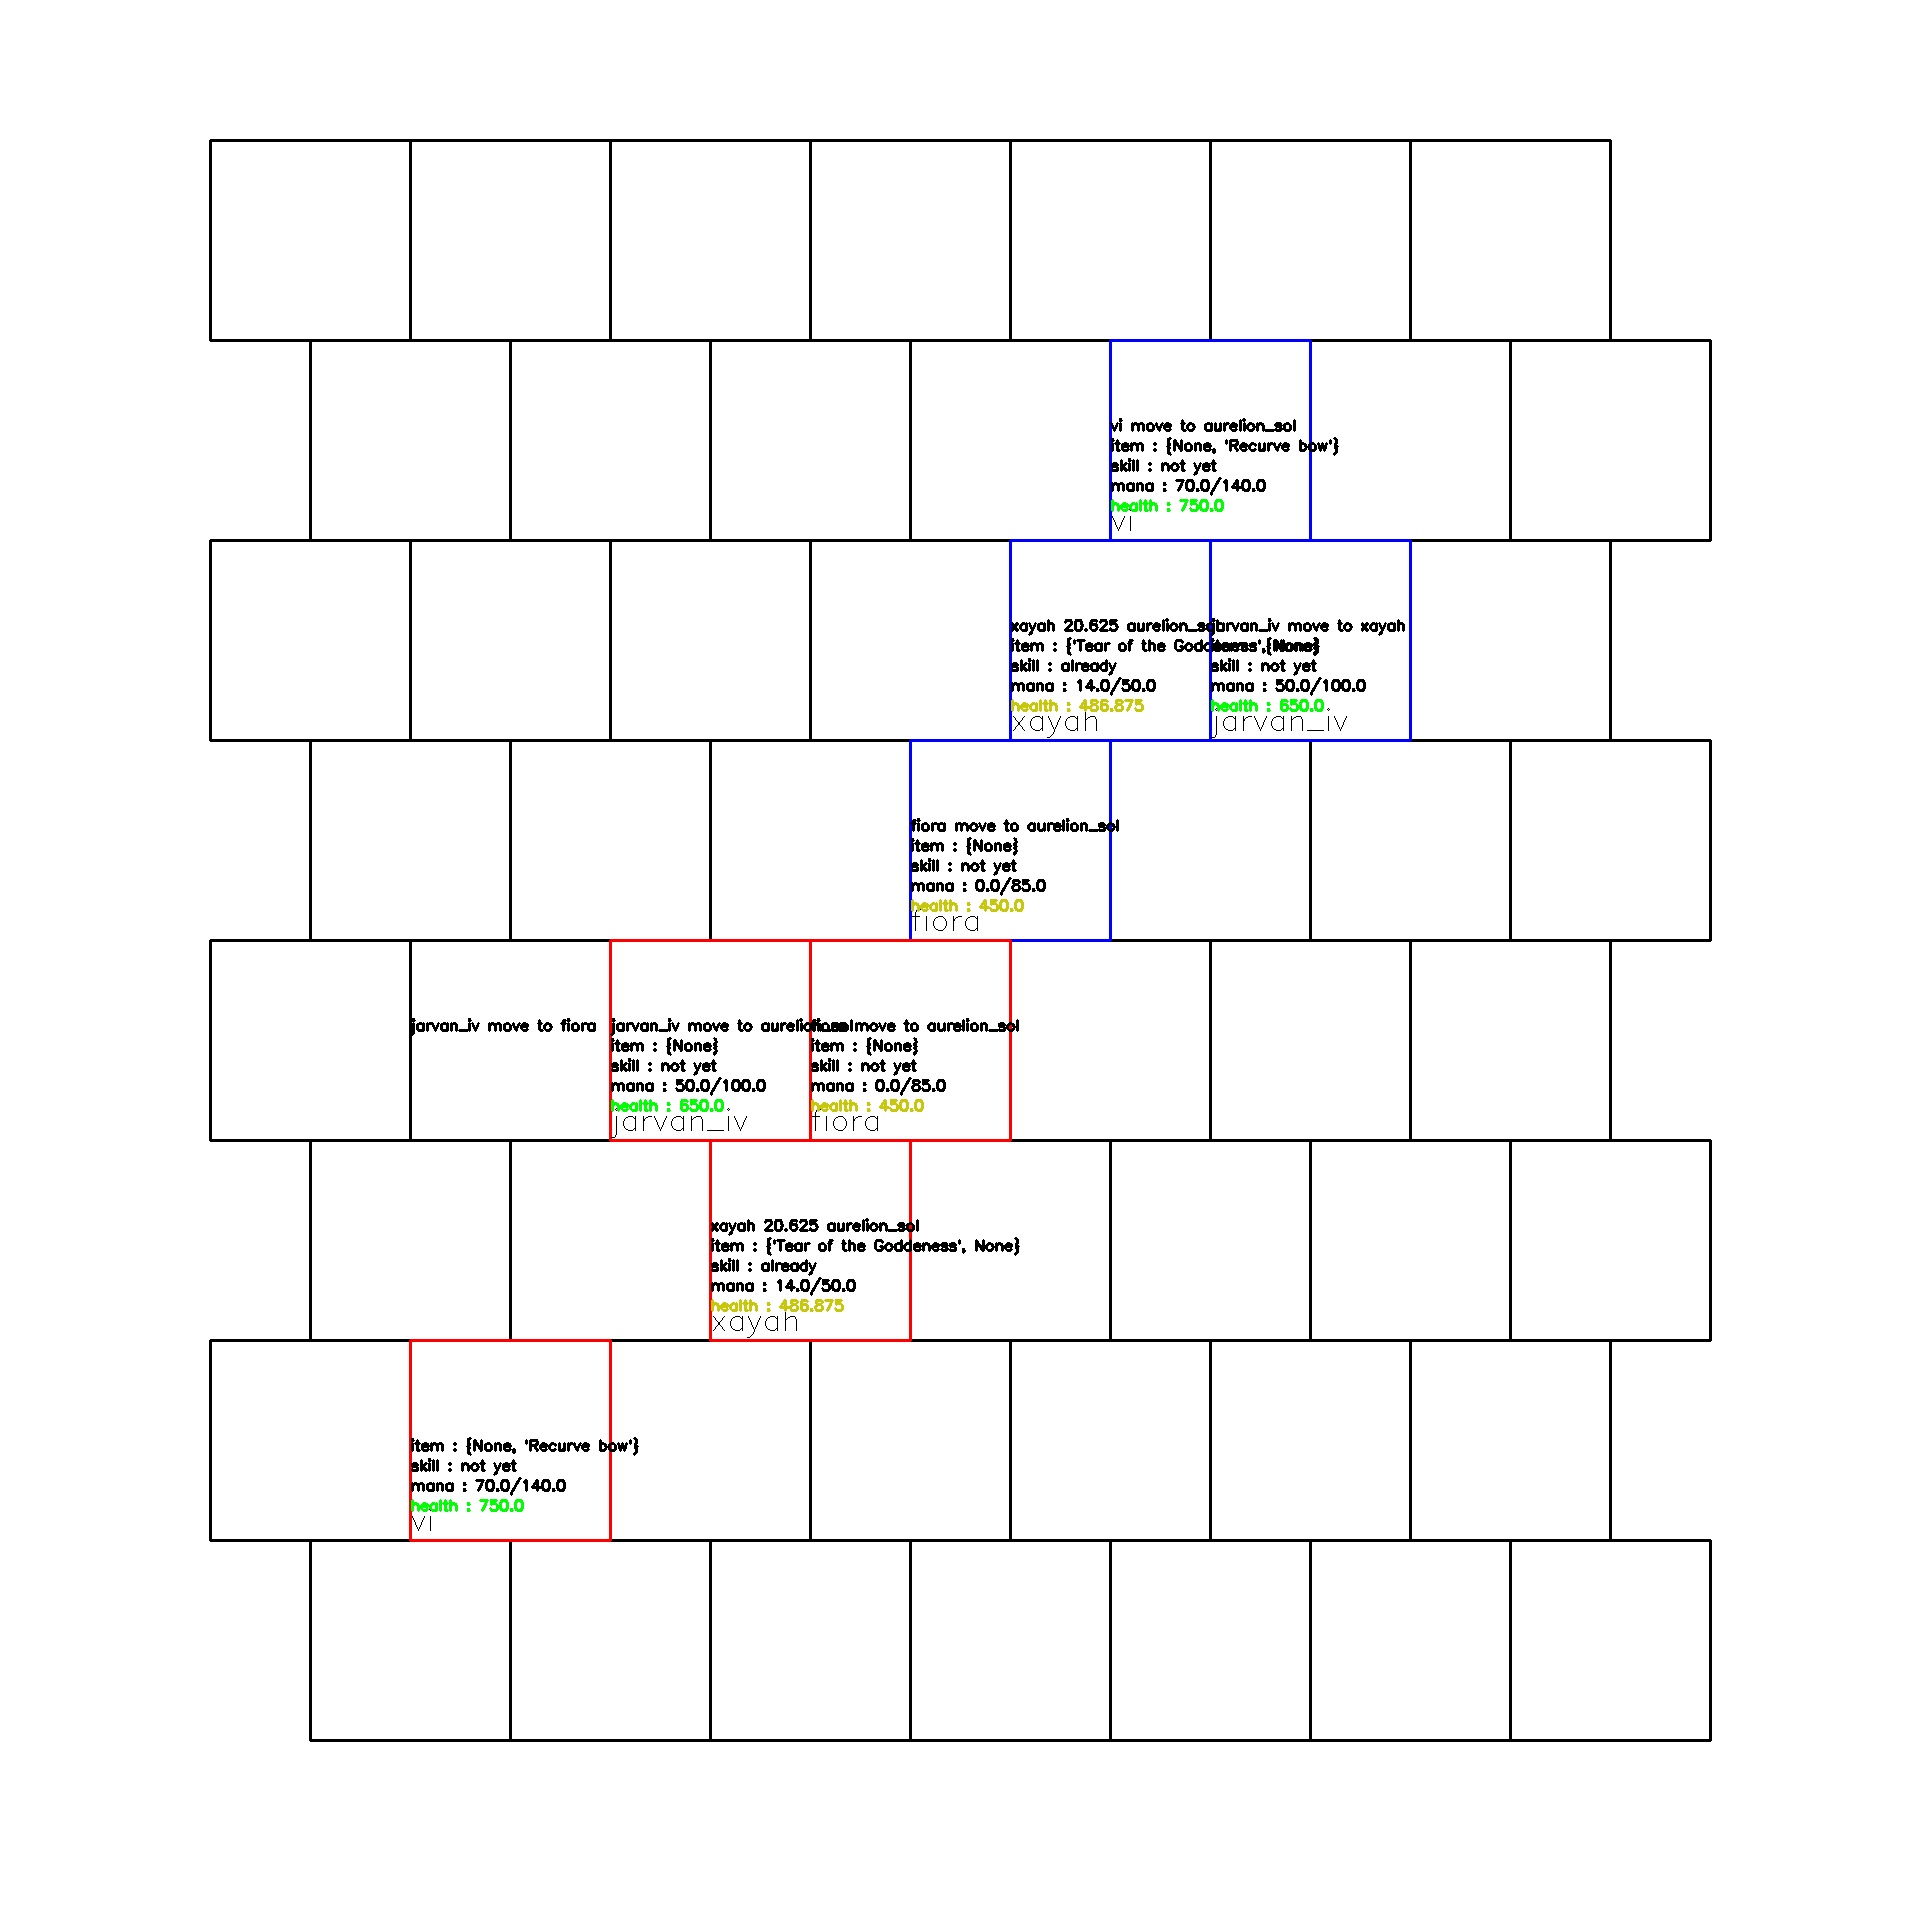 vi move to aurelion_sol
item : {None, 'Recurve bow'}
skill : not yet
mana : 70.0/140.0
health : 750.0
vi
xayah 20.625 aurelion_sol
item : {'Tear of the Goddeness', None}
skill : already
mana : 14.0/50.0
health : 486.875
xayah
jarvan_iv move to xayah
item : {None}
skill : not yet
mana : 50.0/100.0
health : 650.0
jarvan_iv
fiora move to aurelion_sol
item : {None}
skill : not yet
mana : 0.0/85.0
health : 450.0
fiora
jarvan_iv move to fiora
jarvan_iv move to aurelion_sol
item : {None}
skill : not yet
mana : 50.0/100.0
health : 650.0
jarvan_iv
fiora move to aurelion_sol
item : {None}
skill : not yet
mana : 0.0/85.0
health : 450.0
fiora
xayah 20.625 aurelion_sol
item : {'Tear of the Goddeness', None}
skill : already
mana : 14.0/50.0
health : 486.875
xayah
item : {None, 'Recurve bow'}
skill : not yet
mana : 70.0/140.0
health : 750.0
vi